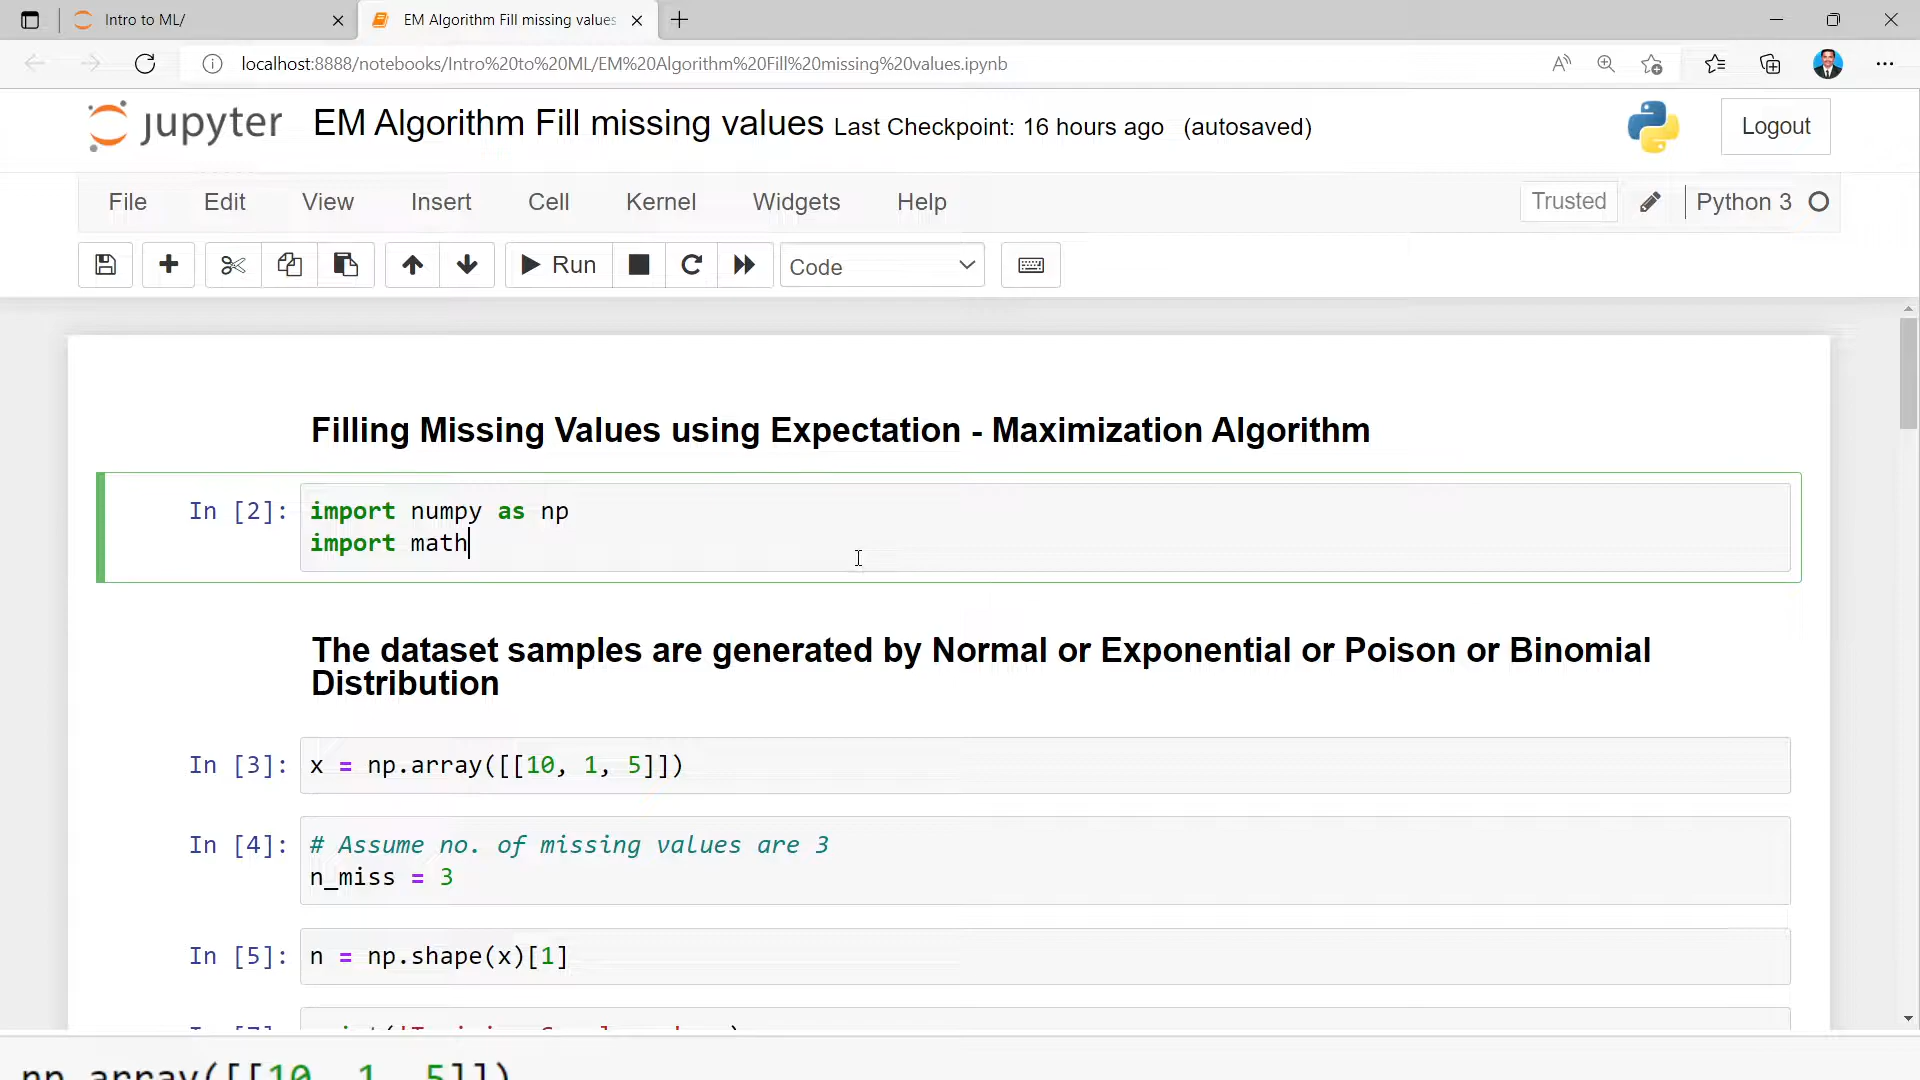 Intro to ML/
EM Algorithm Fill missing values
localhost:8888/notebooks/Intro%20to%20ML/EM%20Algorithm%20Fill%20missing%20values.ipynb
jupyter EM Algorithm Fill missing values Last Checkpoint: 16 hours ago (autosaved)
Logout
File Edit View Insert Cell Kernel Widgets Help Trusted Python 3
Run Code
Filling Missing Values using Expectation - Maximization Algorithm
In [2]: import numpy as np
import math
The dataset samples are generated by Normal or Exponential or Poison or Binomial
Distribution
In [3]: x = np.array([[10, 1, 5]])
In [4]: # Assume no. of missing values are 3
n_miss = 3
In [5]: n = np.shape(x)[1]
np.array([[10, 1, 5]])